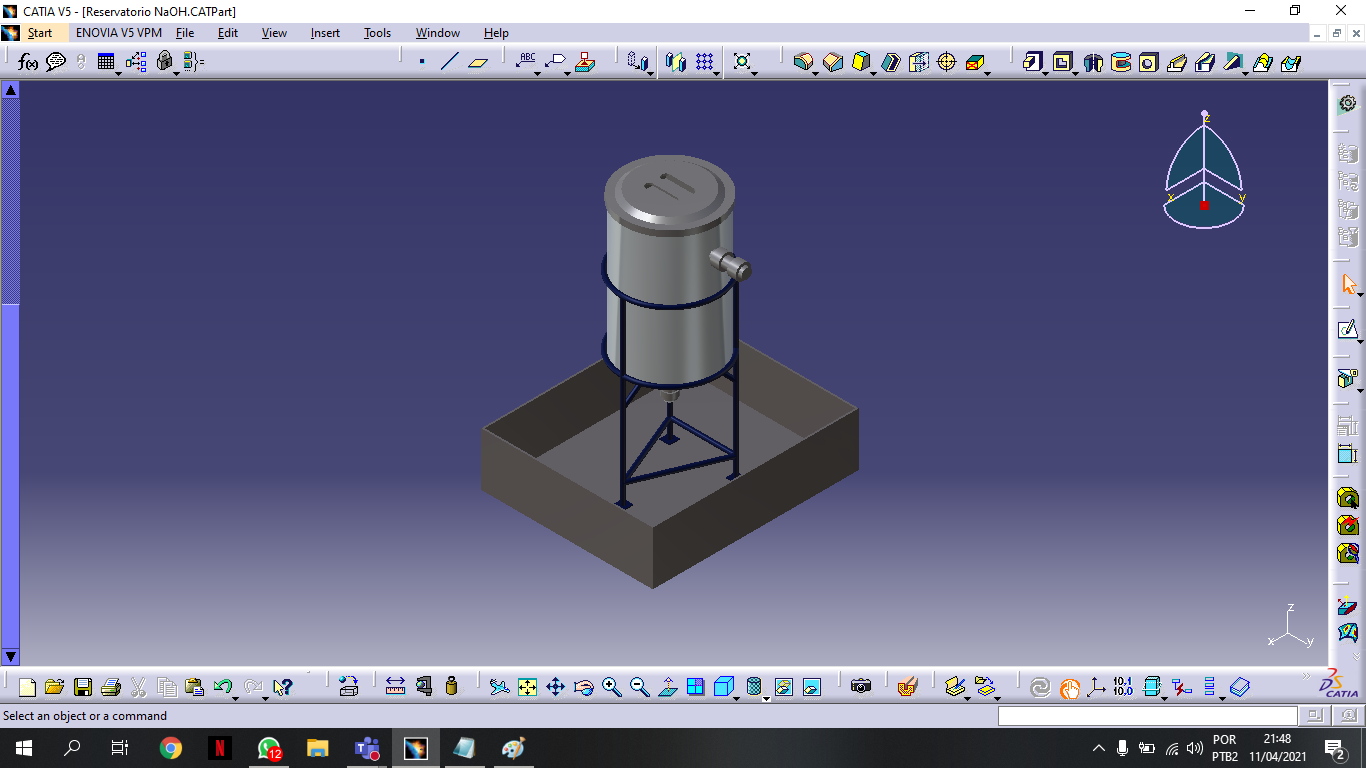 CATIA V5 - [Reservatorio NaOH.CATPart]
Start ENOVIA V5 VPM File Edit View Insert Tools Window Help
f(x)
ABC
z
x y
z
x y
10.1
10.0
CATIA
Select an object or a command
N 12
POR 21:48
PTB2 11/04/2021 2